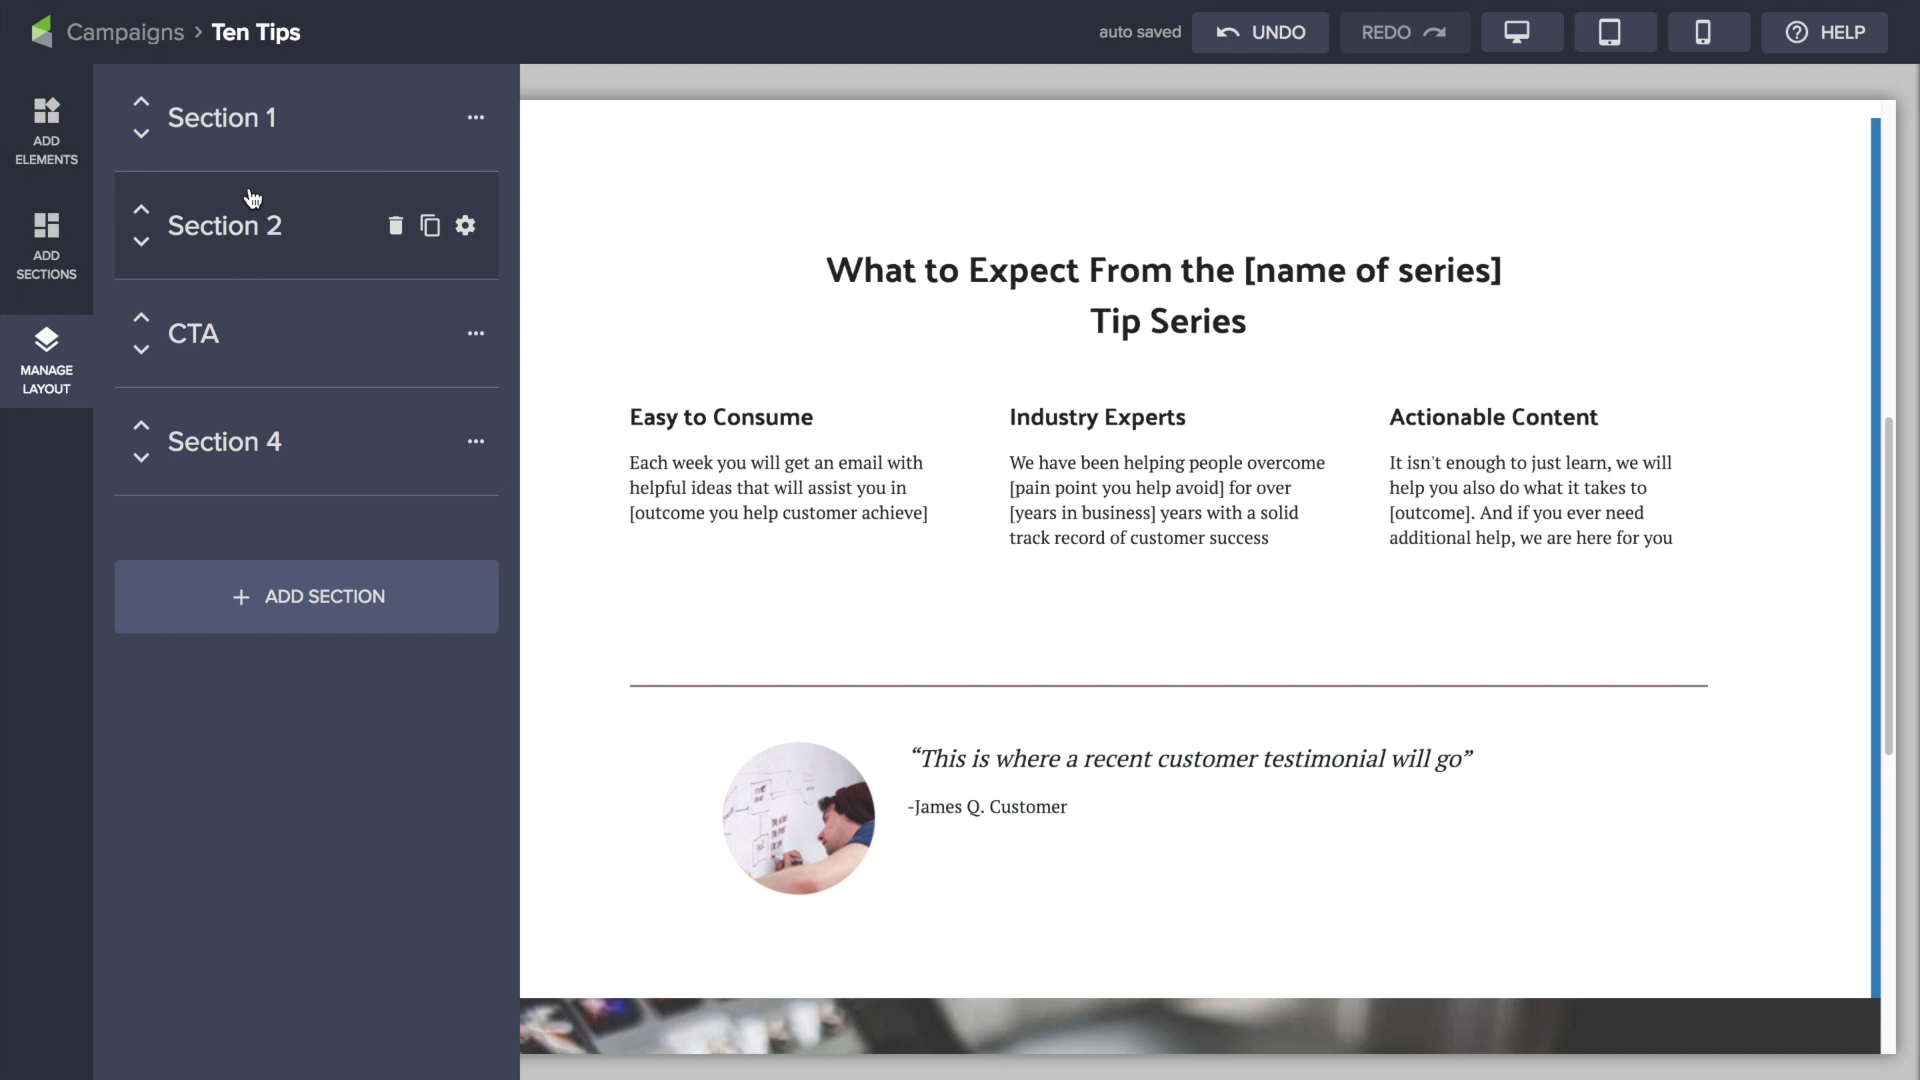 Campaigns › Ten Tips
auto saved
UNDO
REDO
HELP
ADD
ELEMENTS
ADD
SECTIONS
MANAGE
LAYOUT
Section 1
Section 2
CTA
Section 4
+ ADD SECTION
What to Expect From the [name of series]
Tip Series
Easy to Consume
Each week you will get an email with
helpful ideas that will assist you in
[outcome you help customer achieve]
Industry Experts
We have been helping people overcome
[pain point you help avoid] for over
[years in business] years with a solid
track record of customer success
Actionable Content
It isn't enough to just learn, we will
help you also do what it takes to
[outcome]. And if you ever need
additional help, we are here for you
“This is where a recent customer testimonial will go”
-James Q. Customer